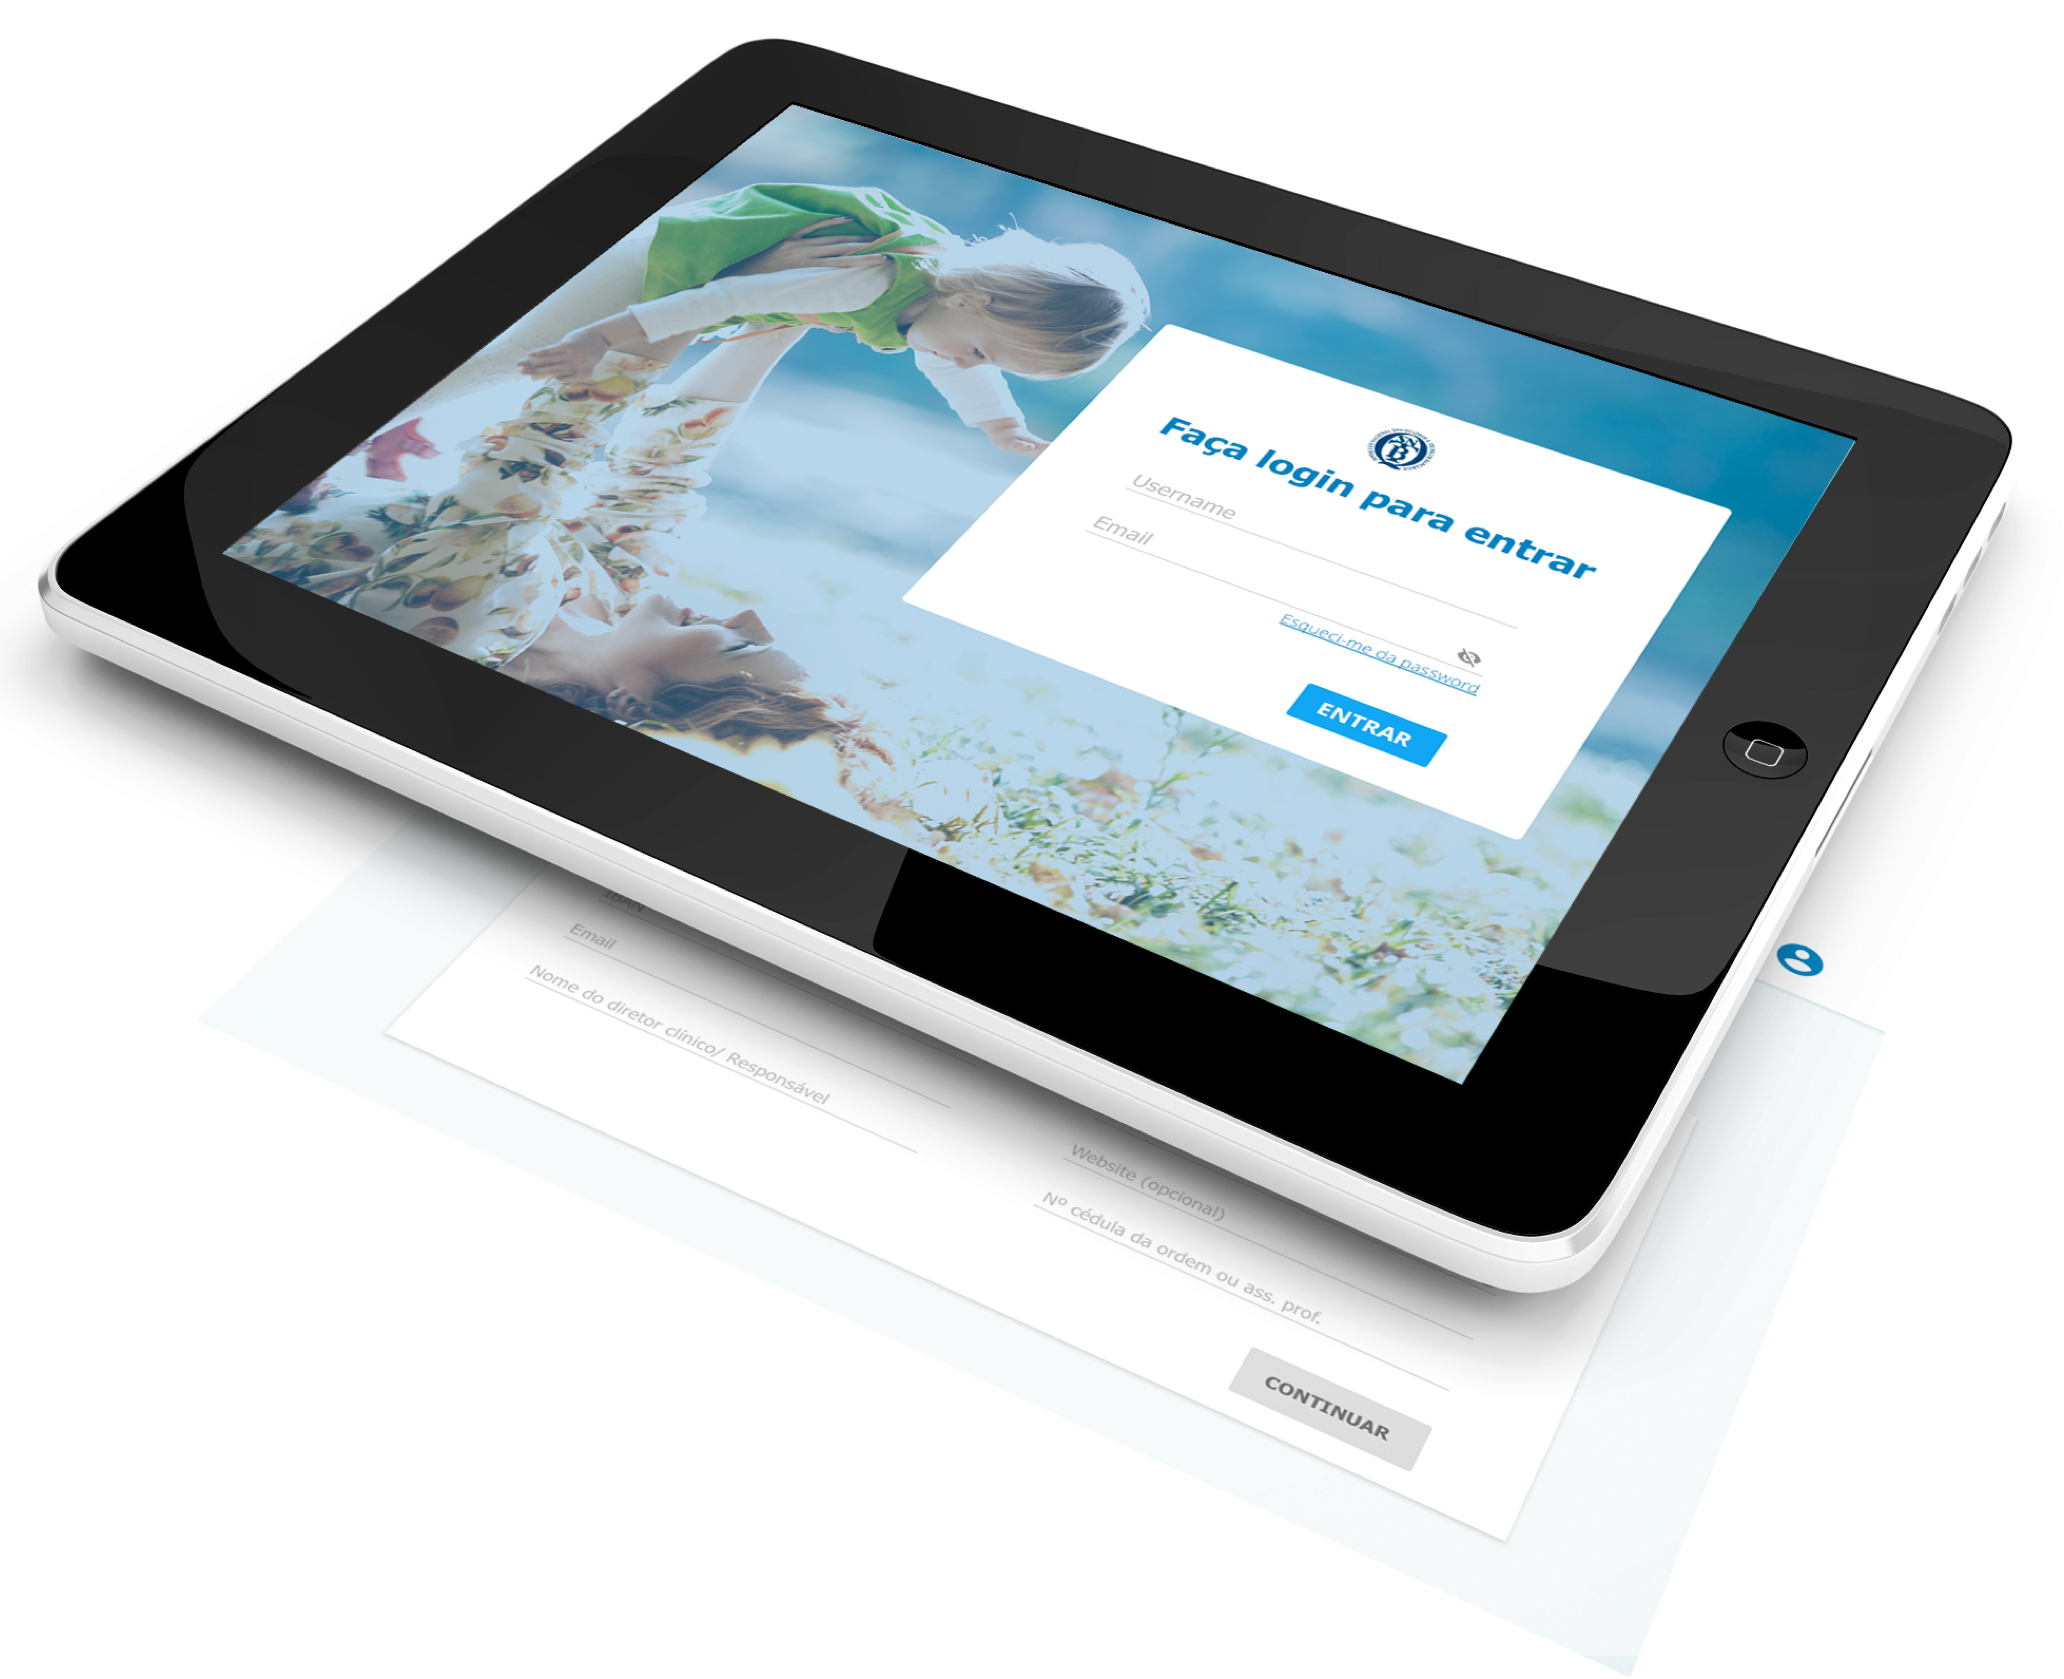 Faça login para entrar
Username
Email
Esqueci-me da password
ENTRAR
IBAN
Email
Nome do diretor clínico/ Responsável
Website (opcional)
Nº cédula da ordem ou ass. prof.
CONTINUAR